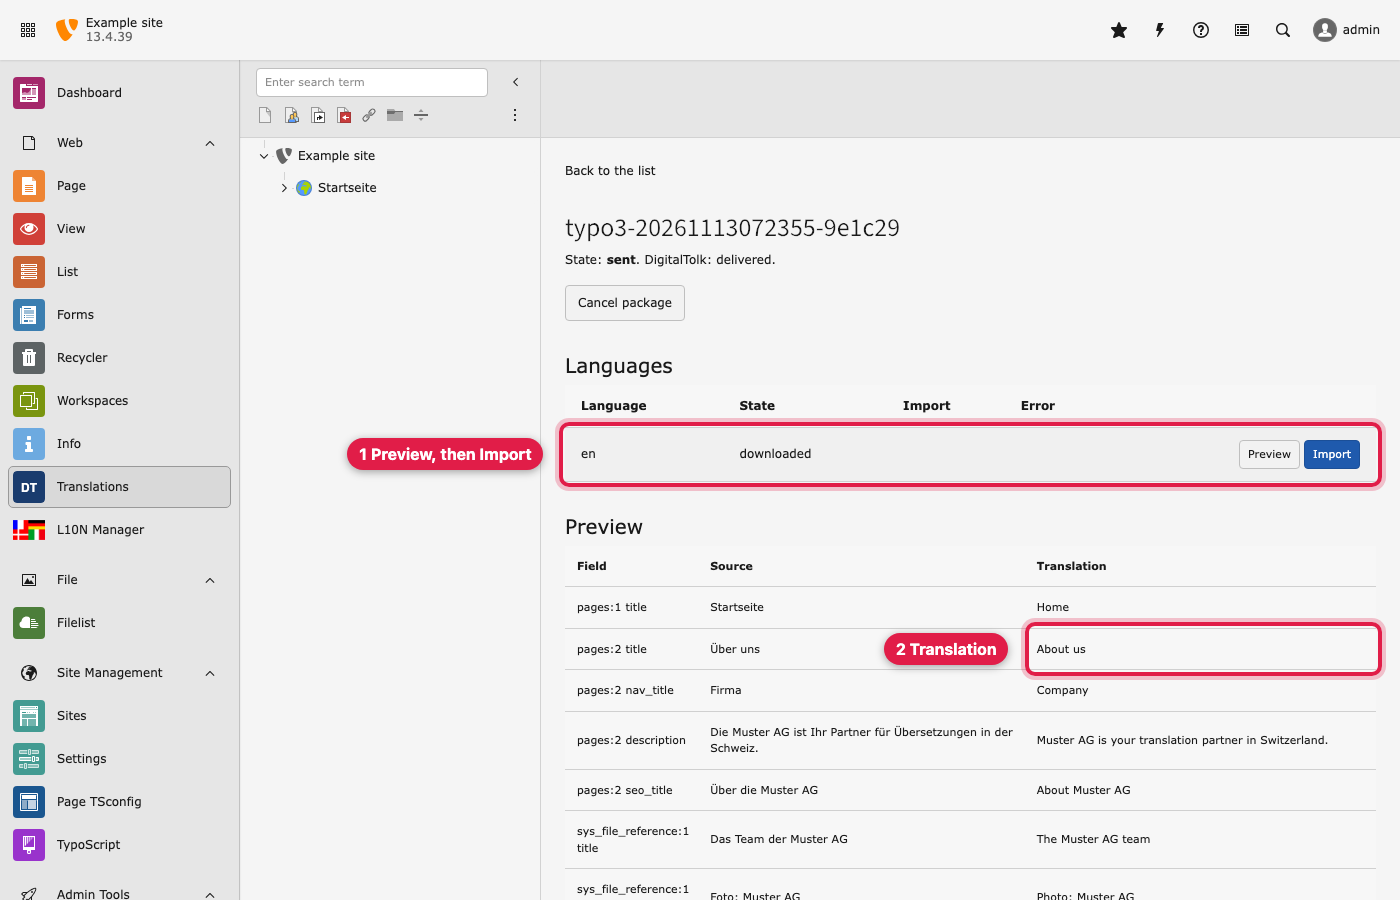 Example site
13.4.39
admin
Dashboard
Web
Page
View
List
Forms
Recycler
Workspaces
Info
DT
Translations
L10N Manager
File
Filelist
Site Management
Sites
Settings
Page TSconfig
TypoScript
Admin Tools
Enter search term
Example site
Startseite
Back to the list
typo3-20261113072355-9e1c29
State: sent. DigitalTolk: delivered.
Cancel package
Languages
Language State Import Error
1 Preview, then Import
en downloaded Preview Import
Preview
Field Source Translation
pages:1 title Startseite Home
pages:2 title Über uns 2 Translation About us
pages:2 nav_title Firma Company
pages:2 description Die Muster AG ist Ihr Partner für Übersetzungen in der
Schweiz. Muster AG is your translation partner in Switzerland.
pages:2 seo_title Über die Muster AG About Muster AG
sys_file_reference:1
title Das Team der Muster AG The Muster AG team
sys_file_reference:1
Foto: Muster AG Photo: Muster AG